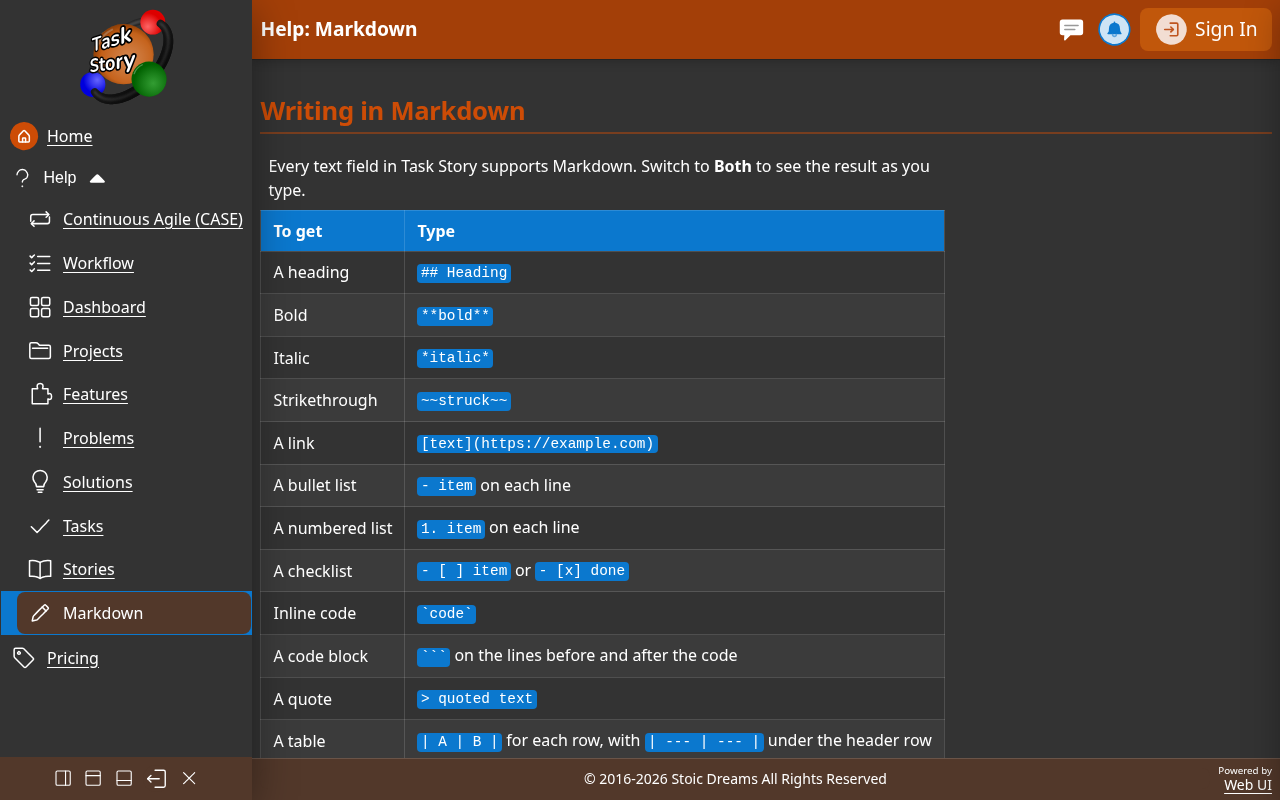 Task
Story
Home
Help
Continuous Agile (CASE)
Workflow
Dashboard
Projects
Features
Problems
Solutions
Tasks
Stories
Markdown
Pricing
Help: Markdown
Sign In
Writing in Markdown
Every text field in Task Story supports Markdown. Switch to Both to see the result as you
type.
To get Type
A heading ## Heading
Bold **bold**
Italic *italic*
Strikethrough ~~struck~~
A link [text](https://example.com)
A bullet list - item on each line
A numbered list 1. item on each line
A checklist - [ ] item or - [x] done
Inline code `code`
A code block ``` on the lines before and after the code
A quote > quoted text
A table | A | B | for each row, with | --- | --- | under the header row
© 2016-2026 Stoic Dreams All Rights Reserved
Powered by
Web UI